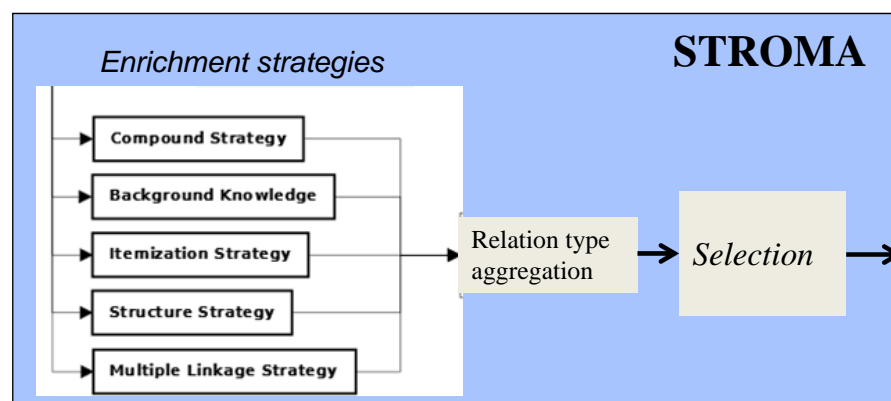 STROMA
Enrichment strategies
Compound Strategy
Background Knowledge
Itemization Strategy
Structure Strategy
Multiple Linkage Strategy
Relation type
aggregation
Selection